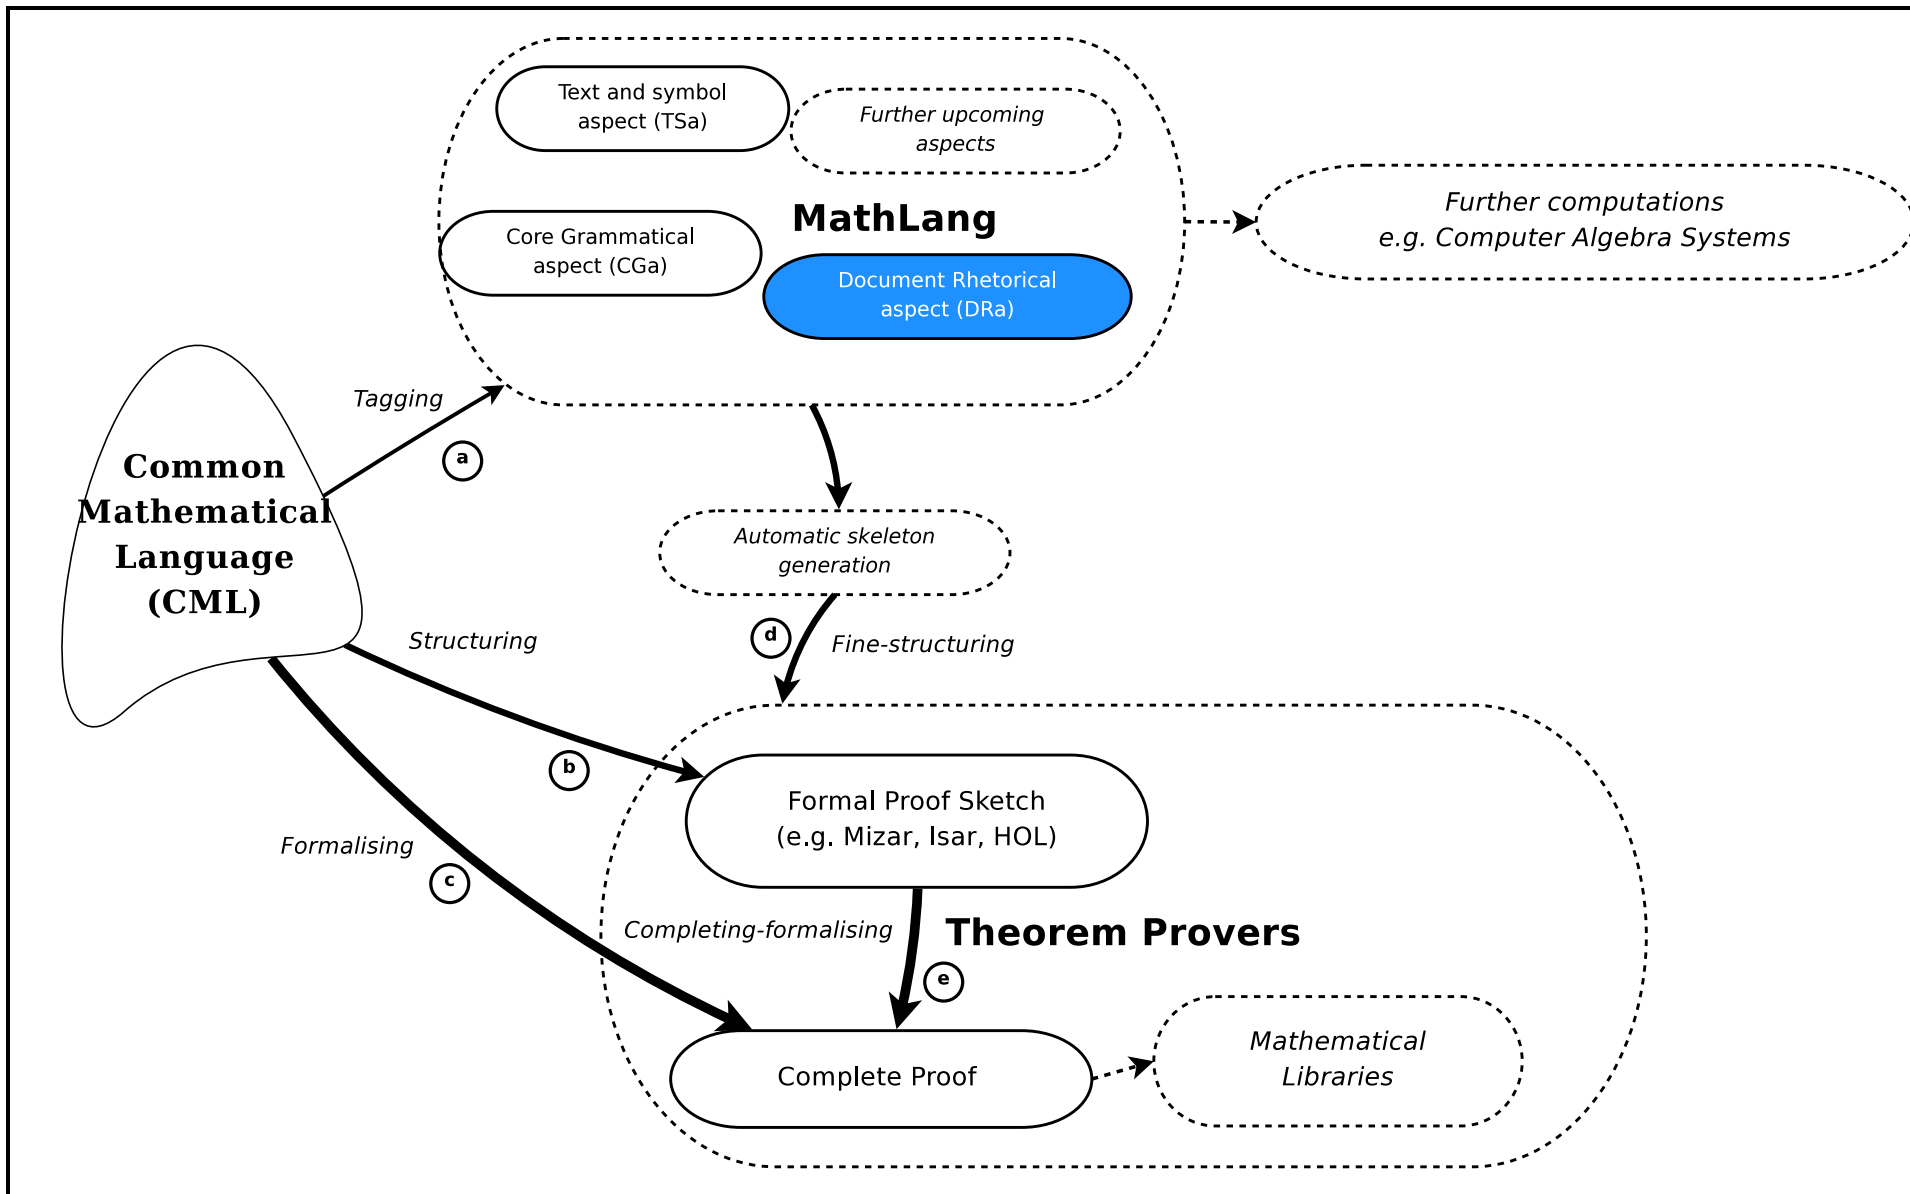 Text and symbol
aspect (TSa)
Further upcoming
aspects
MathLang
Core Grammatical
aspect (CGa)
Document Rhetorical
aspect (DRa)
Further computations
e.g. Computer Algebra Systems
Tagging
a
Common
Mathematical
Language
(CML)
Automatic skeleton
generation
d
Fine-structuring
Structuring
b
Formal Proof Sketch
(e.g. Mizar, Isar, HOL)
Formalising
c
Completing-formalising
Theorem Provers
e
Complete Proof
Mathematical
Libraries